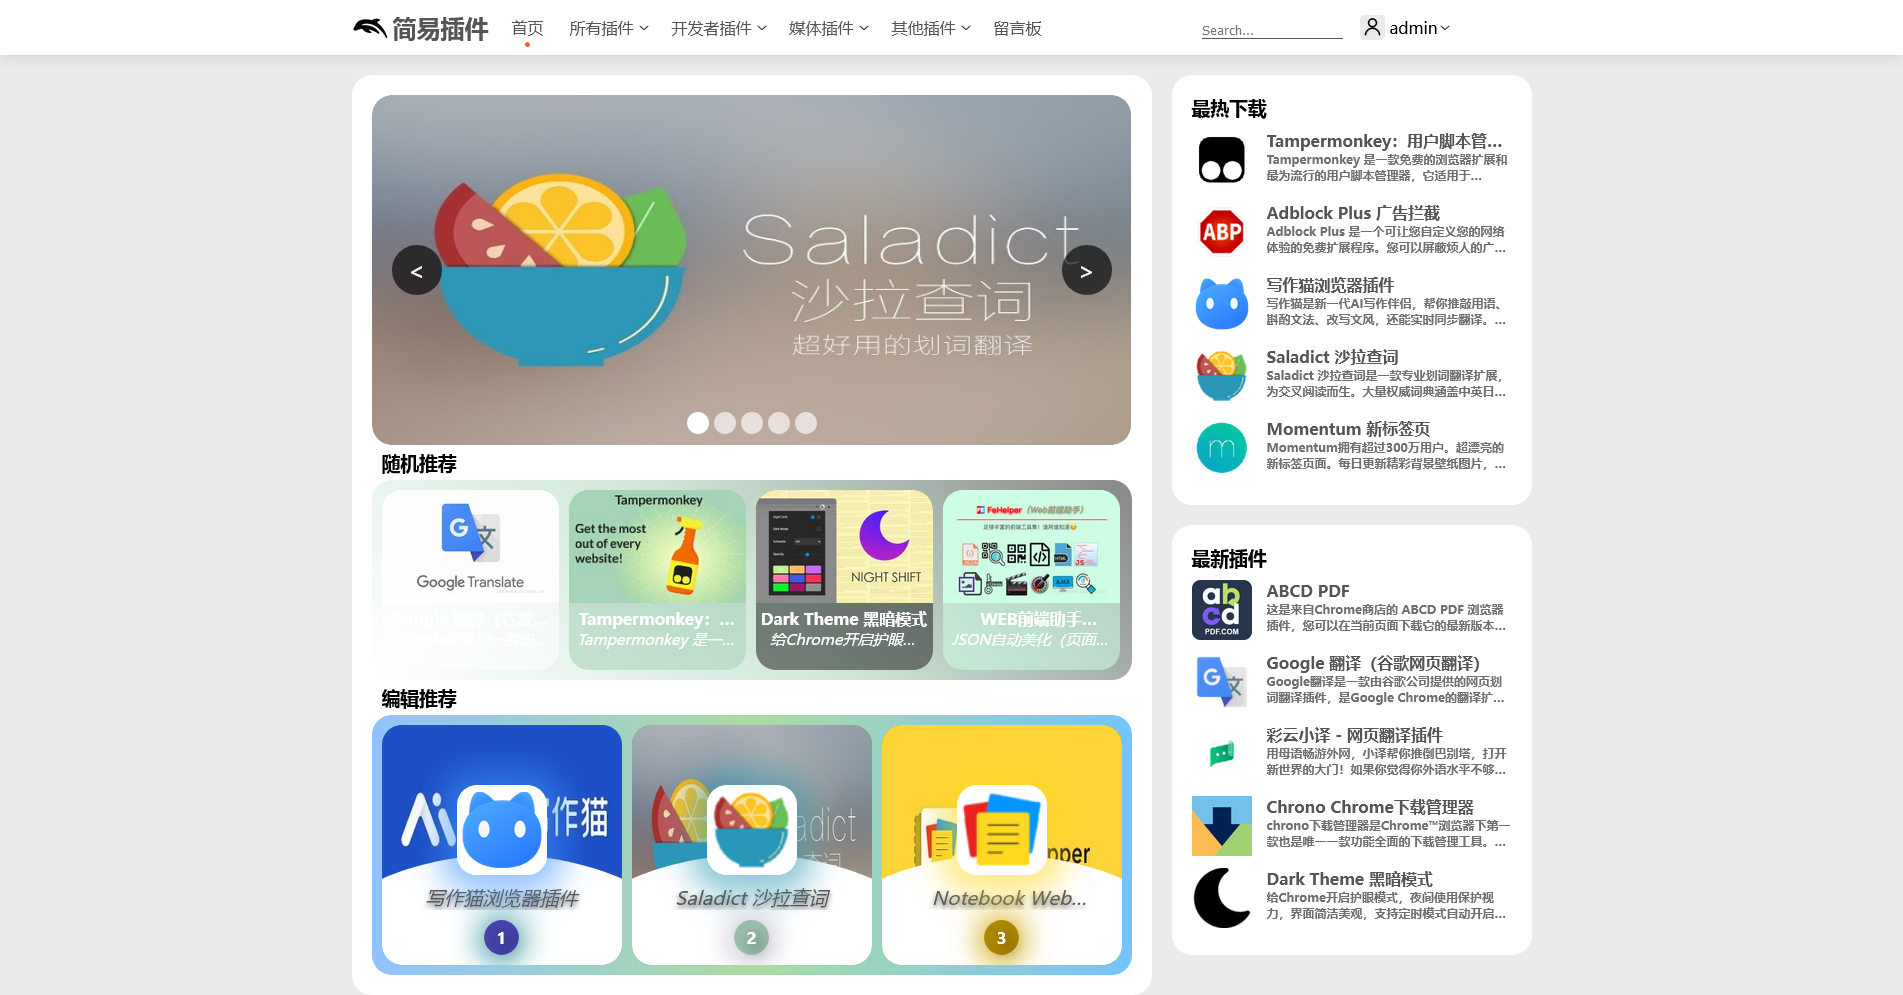 简易插件
首页
所有插件
开发者插件
媒体插件
其他插件
留言板
Search...
admin
Saladict
沙拉查词
超好用的划词翻译
<
>
随机推荐
Google Translate
Google 翻译（谷歌...
Tampermonkey
Get the most
out of every
website!
Tampermonkey：...
Tampermonkey 是一...
NIGHT SHIFT
Dark Theme 黑暗模式
给Chrome开启护眼...
FeHelper（Web前端助手）
足够丰富的前端工具集！谁用谁知道
WEB前端助手...
JSON自动美化（页面...
编辑推荐
Ai
作猫
写作猫浏览器插件
1
adict
查词
Saladict 沙拉查词
2
pper
Notebook Web...
3
最热下载
Tampermonkey：用户脚本管...
Tampermonkey 是一款免费的浏览器扩展和
最为流行的用户脚本管理器，它适用于...
ABP
Adblock Plus 广告拦截
Adblock Plus 是一个可让您自定义您的网络
体验的免费扩展程序。您可以屏蔽烦人的广...
写作猫浏览器插件
写作猫是新一代AI写作伴侣，帮你推敲用语、
斟酌文法、改写文风，还能实时同步翻译。...
Saladict 沙拉查词
Saladict 沙拉查词是一款专业划词翻译扩展，
为交叉阅读而生。大量权威词典涵盖中英日...
m
Momentum 新标签页
Momentum拥有超过300万用户。超漂亮的
新标签页面。每日更新精彩背景壁纸图片，...
最新插件
abcd
PDF.COM
ABCD PDF
这是来自Chrome商店的 ABCD PDF 浏览器
插件，您可以在当前页面下载它的最新版本...
Google 翻译（谷歌网页翻译）
Google翻译是一款由谷歌公司提供的网页划
词翻译插件，是Google Chrome的翻译扩...
彩云小译 - 网页翻译插件
用母语畅游外网，小译帮你推倒巴别塔，打开
新世界的大门！如果你觉得你外语水平不够...
Chrono Chrome下载管理器
chrono下载管理器是Chrome™浏览器下第一
款也是唯一一款功能全面的下载管理工具。...
Dark Theme 黑暗模式
给Chrome开启护眼模式，夜间使用保护视
力，界面简洁美观，支持定时模式自动开启...